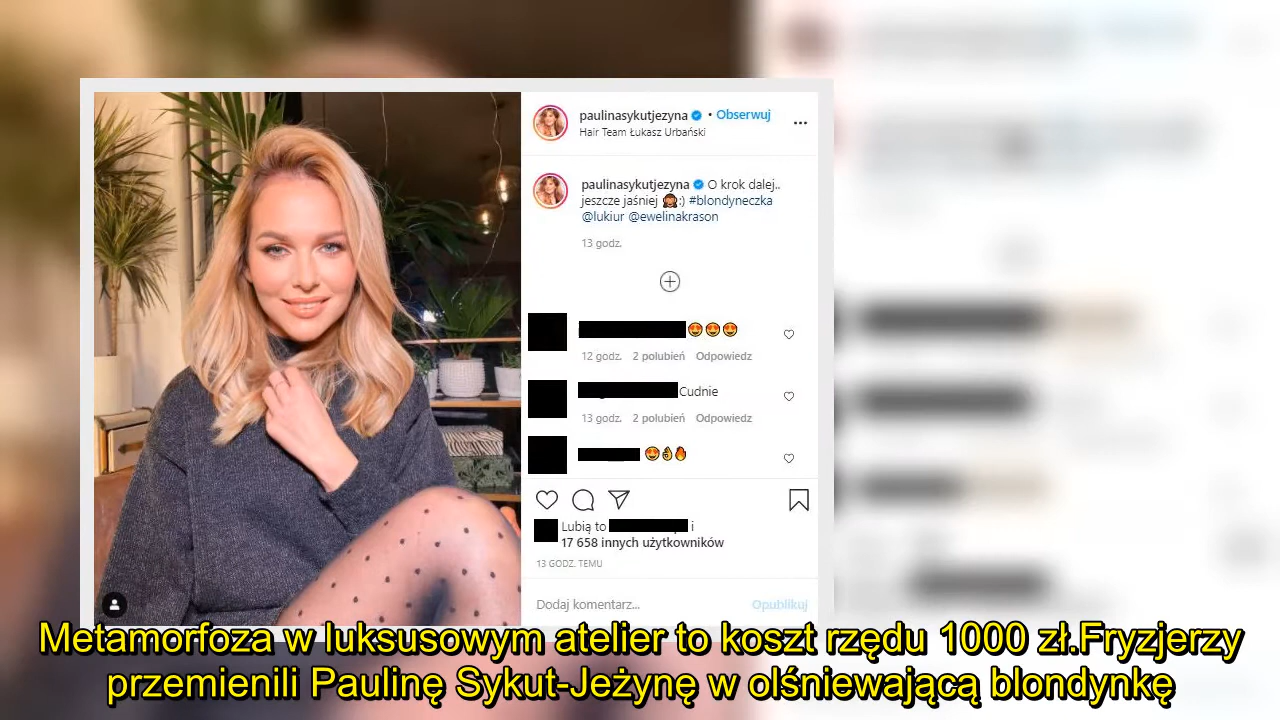 paulinasykutjezyna • Obserwuj
Hair Team Łukasz Urbański
paulinasykutjezyna O krok dalej..
jeszcze jaśniej :) #blondyneczka
@lukiur @ewelinakrason
13 godz.
12 godz. 2 polubień Odpowiedz
Cudnie
13 godz. 2 polubień Odpowiedz
Lubią to i
17 658 innych użytkowników
13 GODZ. TEMU
Dodaj komentarz... Opublikuj
Metamorfoza w luksusowym atelier to koszt rzędu 1000 zł.Fryzjerzy
przemienili Paulinę Sykut-Jeżynę w olśniewającą blondynkę